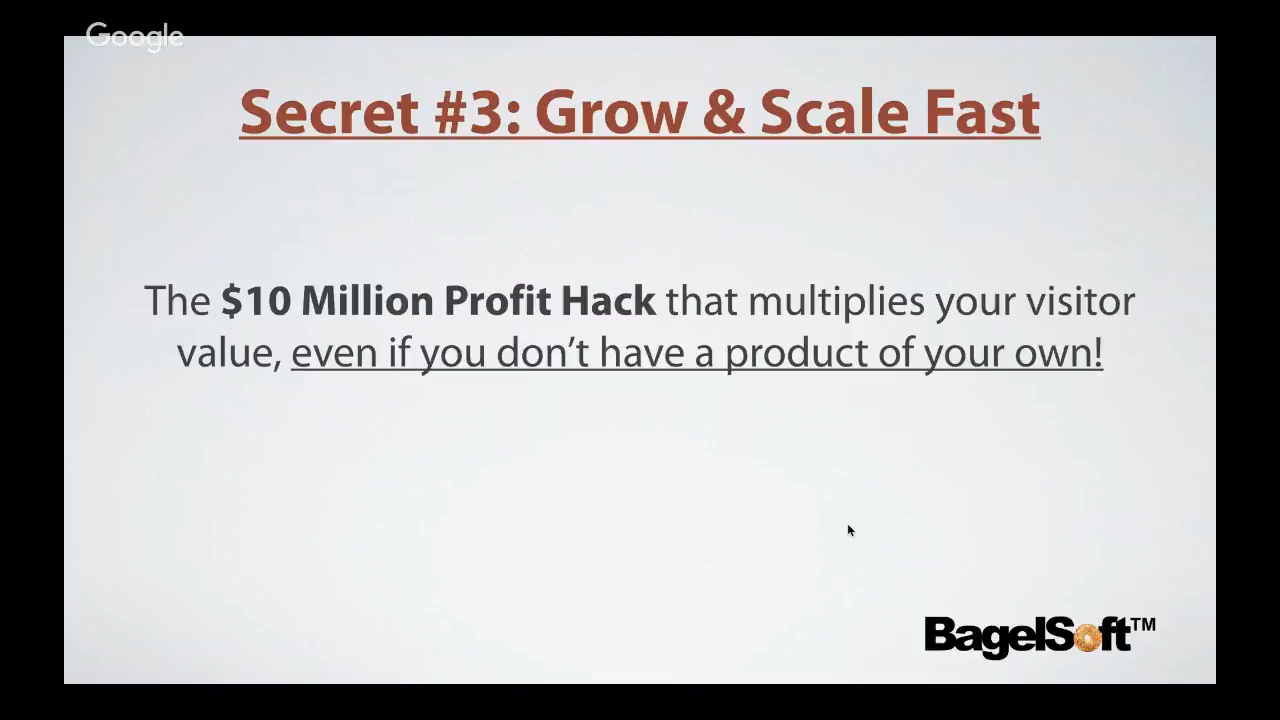 Google
Secret #3: Grow & Scale Fast
The $10 Million Profit Hack that multiplies your visitor
value, even if you don't have a product of your own!
BagelSoft™